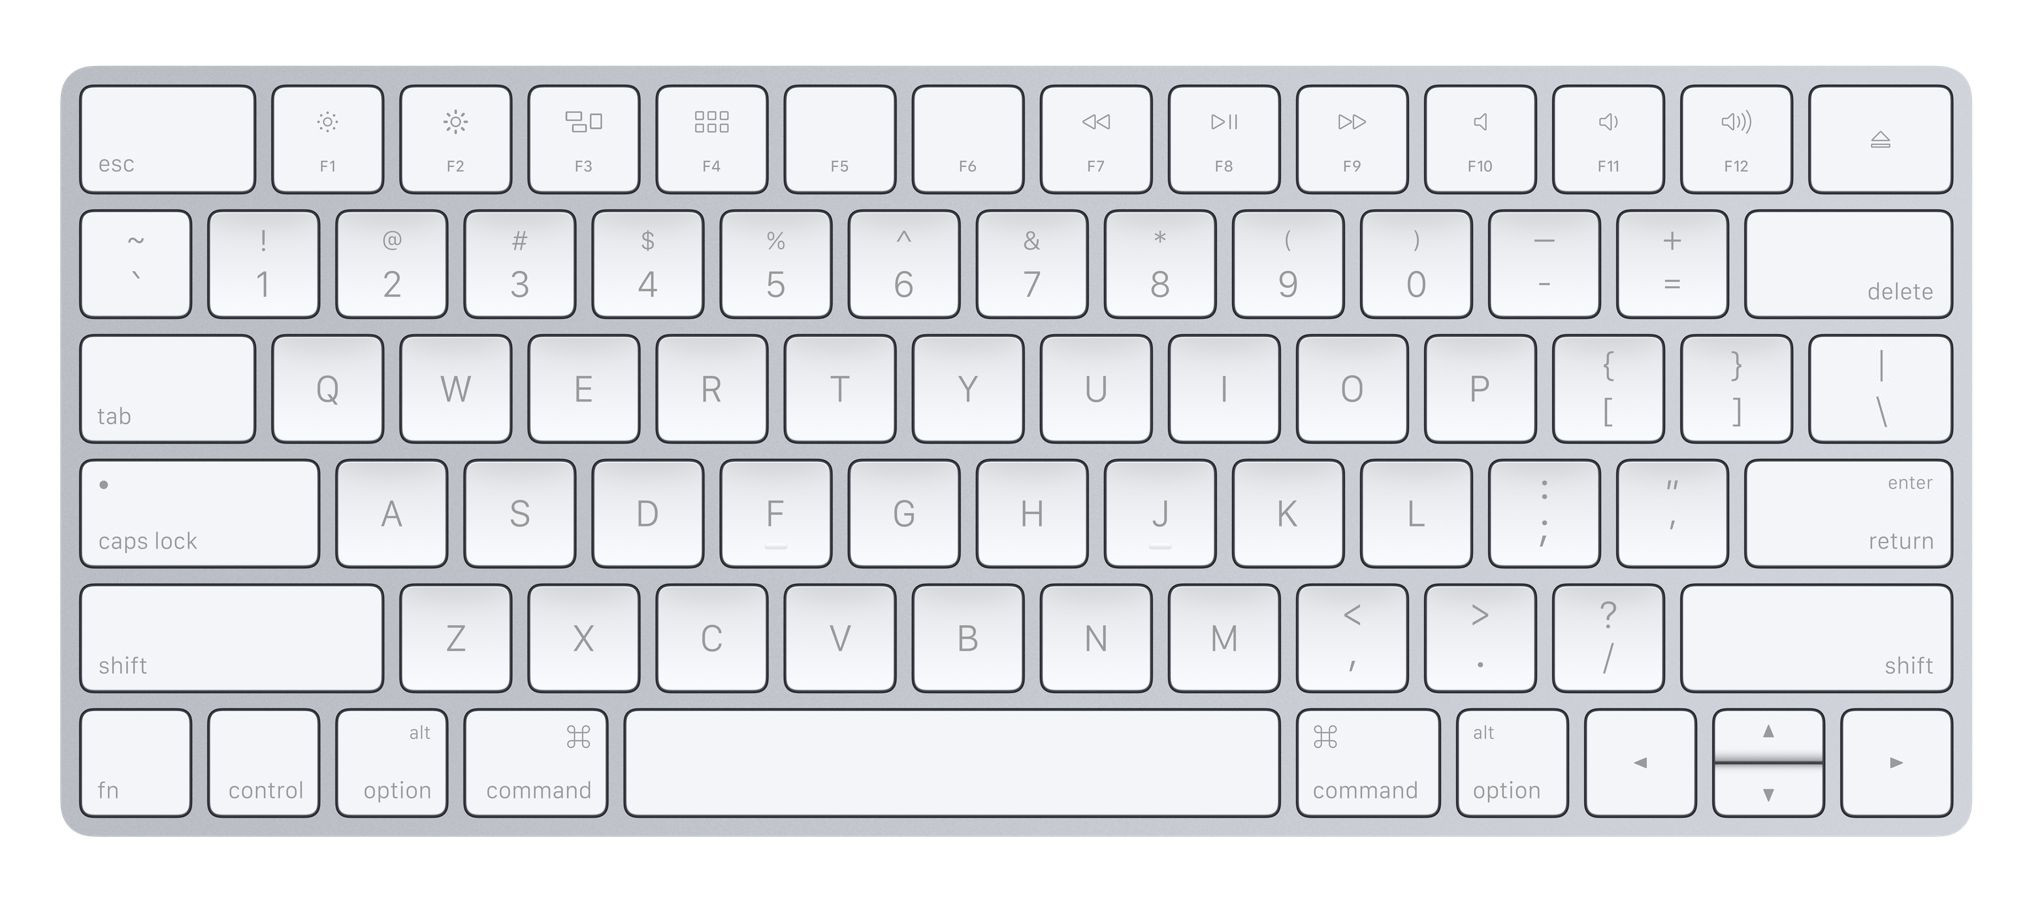 esc F1 F2 F3 F4 F5 F6 F7 F8 F9 F10 F11 F12
~ ! @ # $ % ^ & * ( ) — +
` 1 2 3 4 5 6 7 8 9 0 - = delete
tab Q W E R T Y U I O P { } |
[ ] \
caps lock A S D F G H J K L : " enter
; ' return
shift Z X C V B N M < > ? shift
, . /
alt ⌘ ⌘ alt
fn control option command command option